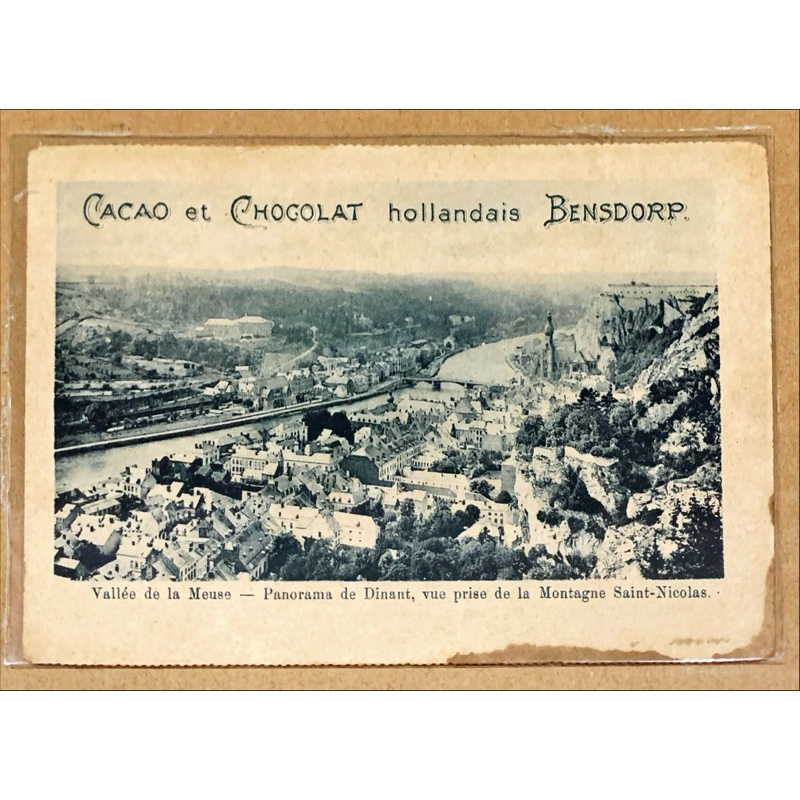 CACAO et CHOCOLAT hollandais BENSDORP.
Vallée de la Meuse — Panorama de Dinant, vue prise de la Montagne Saint-Nicolas.